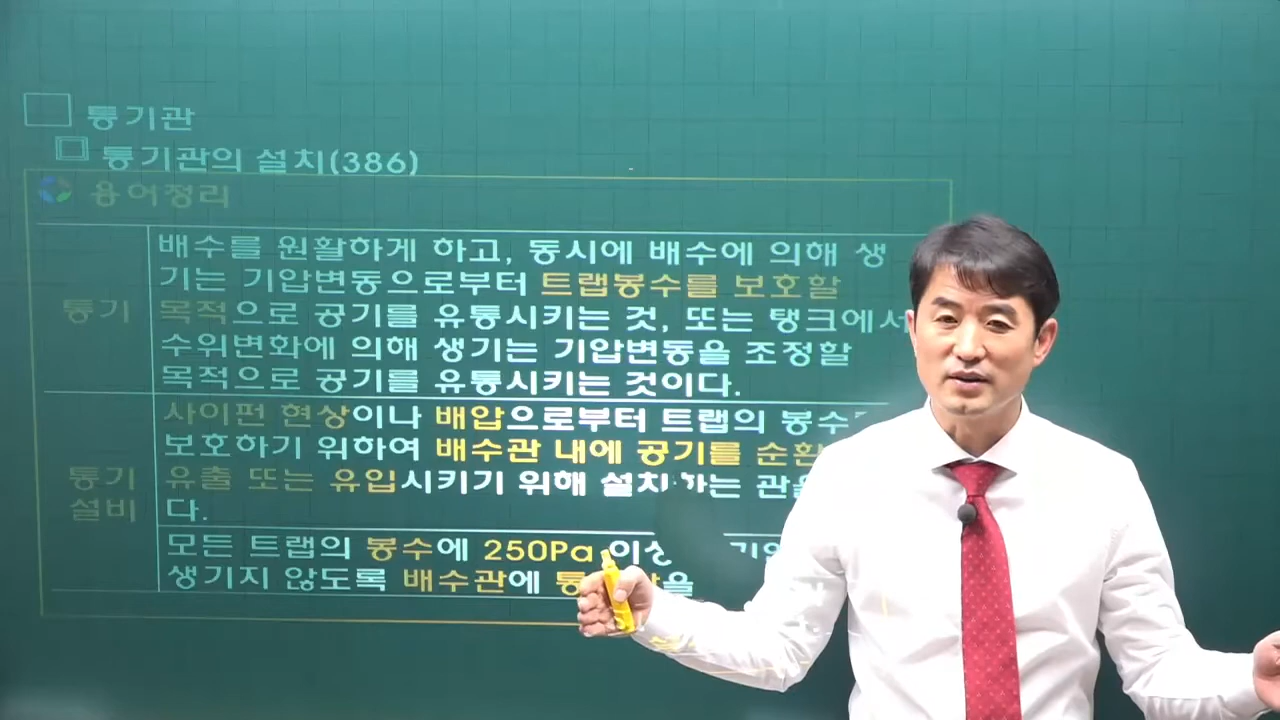 통기관
통기관의 설치(386)
용어정리
통기
배수를 원활하게 하고, 동시에 배수에 의해 생
기는 기압변동으로부터 트랩봉수를 보호할
목적으로 공기를 유통시키는 것, 또는 탱크에서
수위변화에 의해 생기는 기압변동을 조정할
목적으로 공기를 유통시키는 것이다.
통기
설비
사이펀 현상이나 배압으로부터 트랩의 봉수
보호하기 위하여 배수관 내에 공기를 순환
유출 또는 유입시키기 위해 설치하는 관을
다.
모든 트랩의 봉수에 250Pa 이상
생기지 않도록 배수관에 을